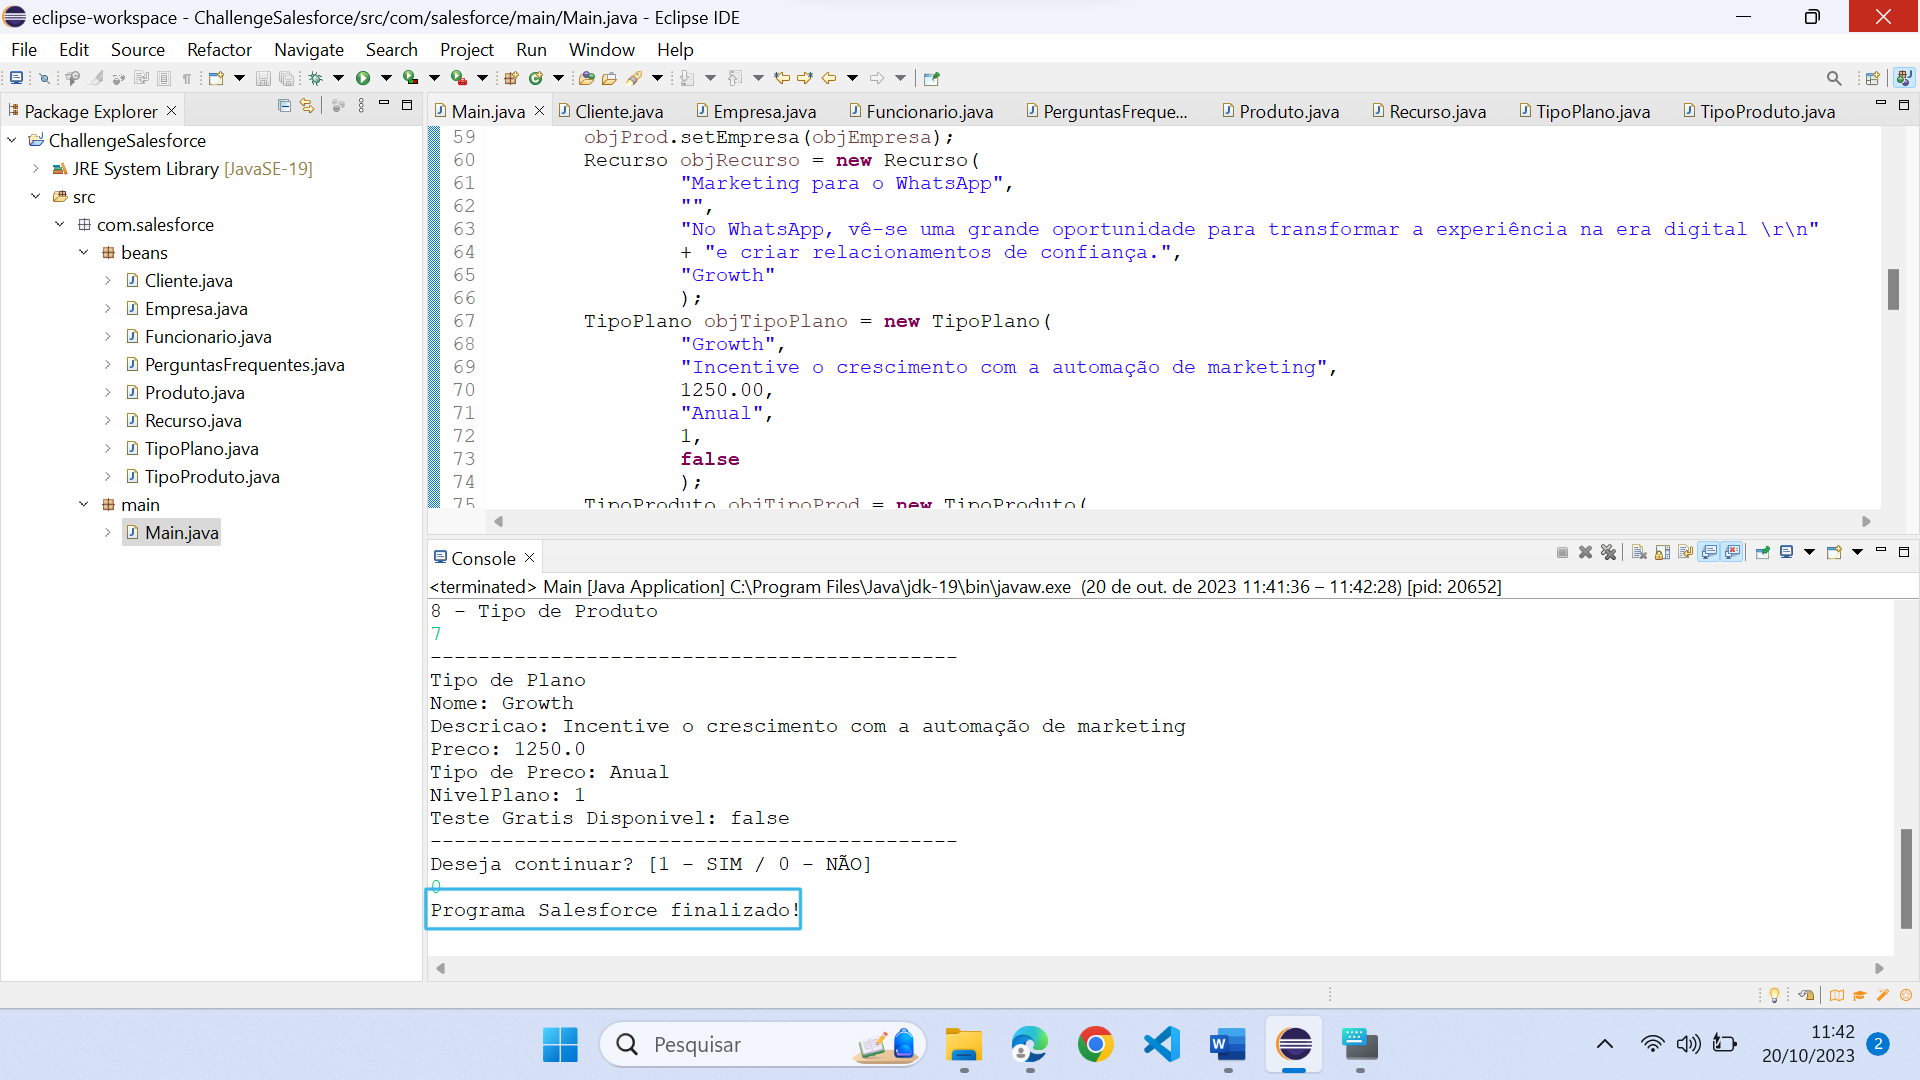 eclipse-workspace - ChallengeSalesforce/src/com/salesforce/main/Main.java - Eclipse IDE
File Edit Source Refactor Navigate Search Project Run Window Help
Package Explorer
ChallengeSalesforce
JRE System Library [JavaSE-19]
src
com.salesforce
beans
Cliente.java
Empresa.java
Funcionario.java
PerguntasFrequentes.java
Produto.java
Recurso.java
TipoPlano.java
TipoProduto.java
main
Main.java
Main.java Cliente.java Empresa.java Funcionario.java PerguntasFreque... Produto.java Recurso.java TipoPlano.java TipoProduto.java
59 objProd.setEmpresa(objEmpresa);
60 Recurso objRecurso = new Recurso(
61 "Marketing para o WhatsApp",
62 "",
63 "No WhatsApp, vê-se uma grande oportunidade para transformar a experiência na era digital \r\n"
64 + "e criar relacionamentos de confiança.",
65 "Growth"
66 );
67 TipoPlano objTipoPlano = new TipoPlano(
68 "Growth",
69 "Incentive o crescimento com a automação de marketing",
70 1250.00,
71 "Anual",
72 1,
73 false
74 );
75 TipoProduto objTipoProd = new TipoProduto(
Console
<terminated> Main [Java Application] C:\Program Files\Java\jdk-19\bin\javaw.exe (20 de out. de 2023 11:41:36 – 11:42:28) [pid: 20652]
8 - Tipo de Produto
7
--------------------------------------------
Tipo de Plano
Nome: Growth
Descricao: Incentive o crescimento com a automação de marketing
Preco: 1250.0
Tipo de Preco: Anual
NivelPlano: 1
Teste Gratis Disponivel: false
--------------------------------------------
Deseja continuar? [1 - SIM / 0 - NÃO]
0
Programa Salesforce finalizado!
Pesquisar
11:42
20/10/2023
2